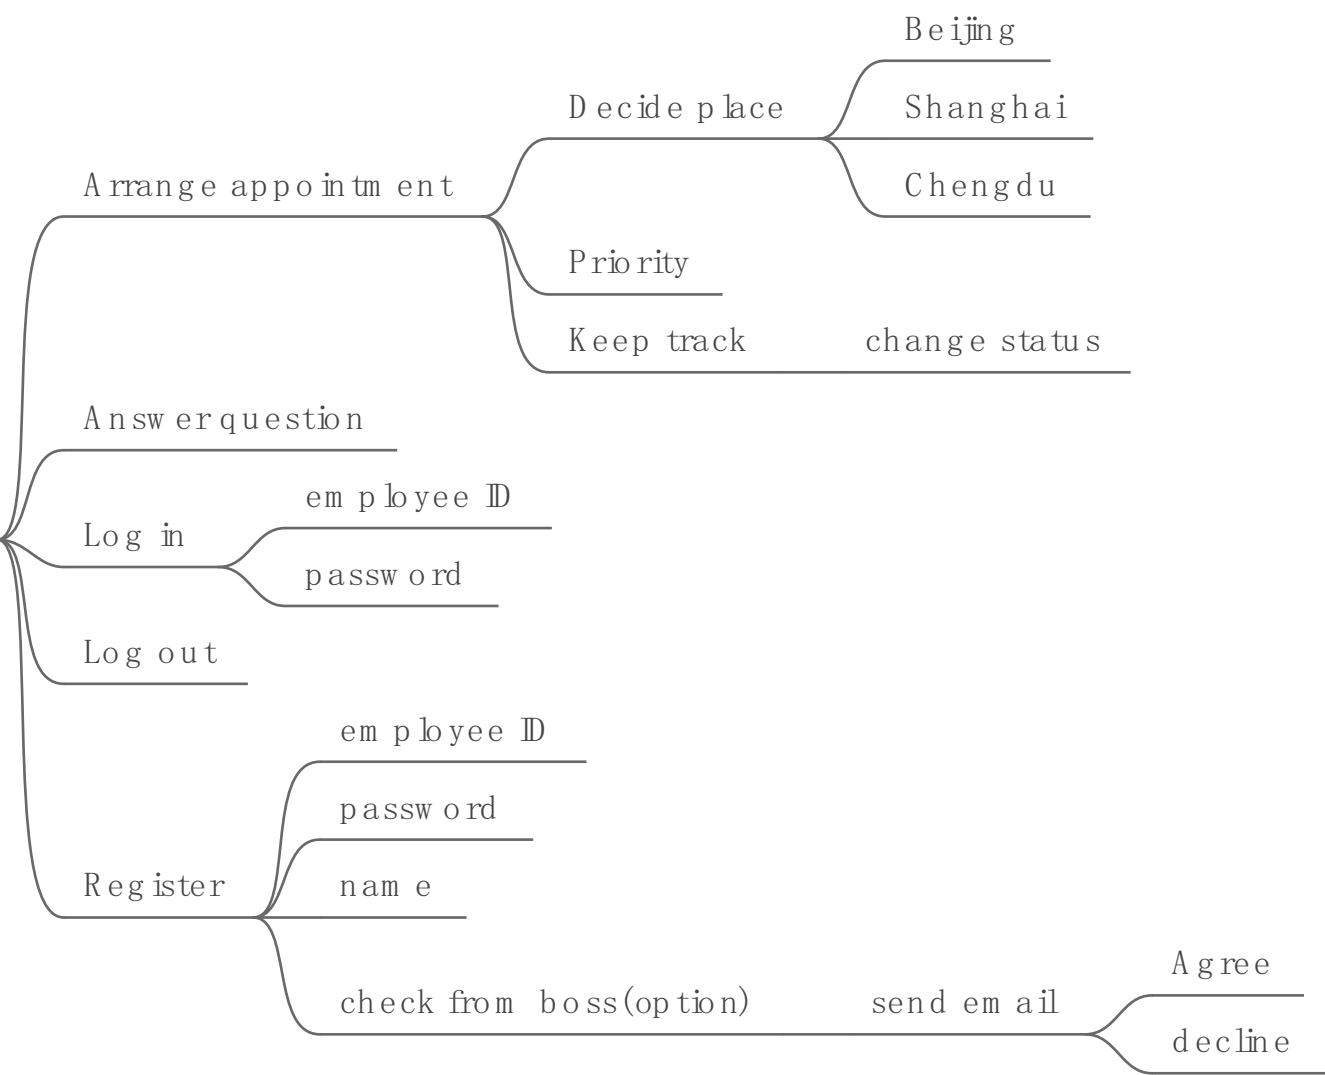 Beijing
Decide place
Shanghai
Arrange appointment
Chengdu
Priority
Keep track change status
Answer question
employee ID
Log in
password
Log out
employee ID
password
Register
name
check from boss(option) send email
Agree
decline